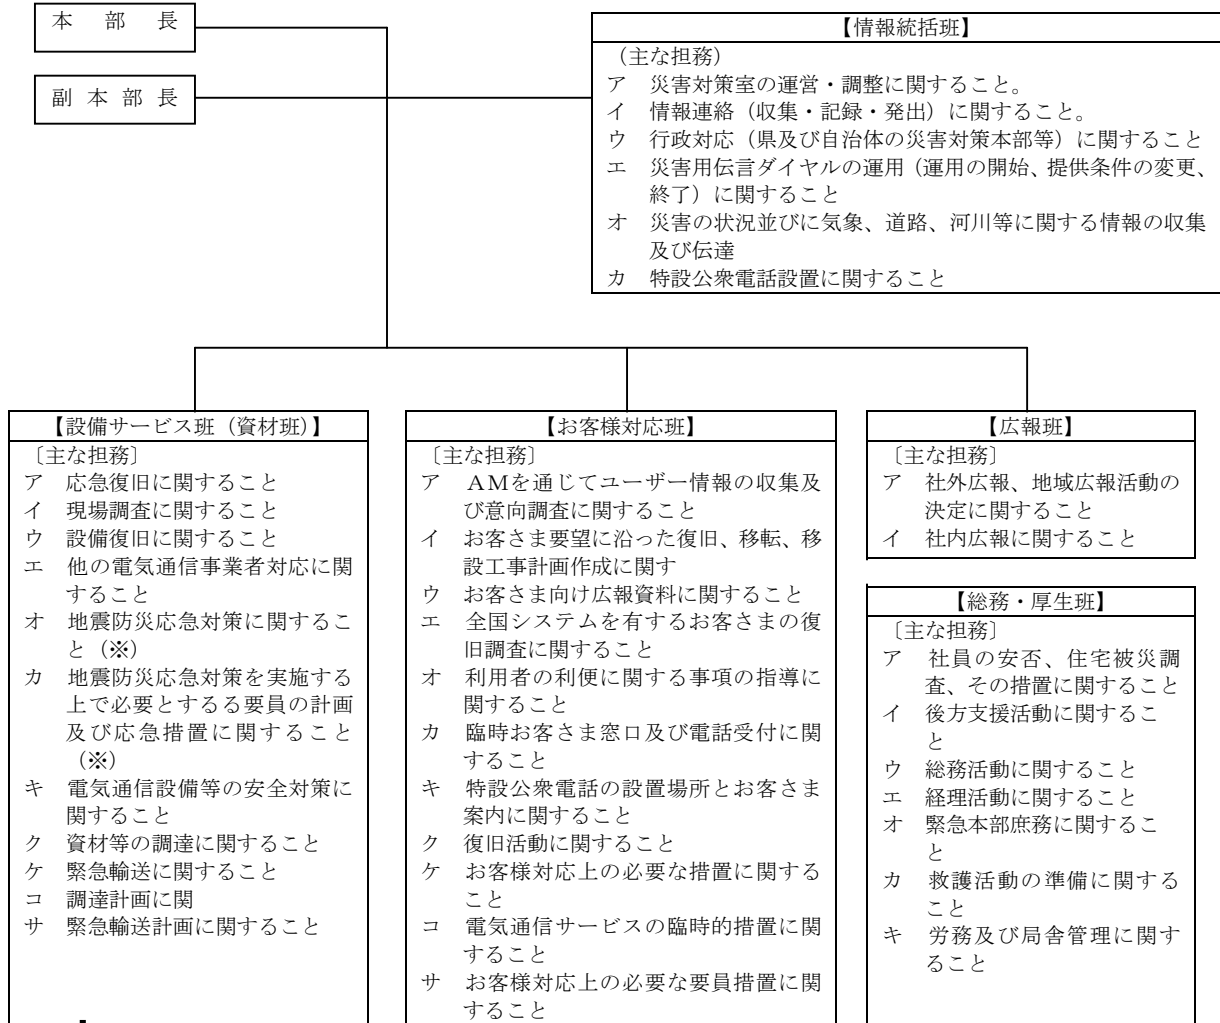 本部長
副本部長
【情報統括班】
（主な担務）
ア 災害対策室の運営・調整に関すること。
イ 情報連絡（収集・記録・発出）に関すること。
ウ 行政対応（県及び自治体の災害対策本部等）に関すること
エ 災害用伝言ダイヤルの運用（運用の開始、提供条件の変更、
終了）に関すること
オ 災害の状況並びに気象、道路、河川等に関する情報の収集
及び伝達
カ 特設公衆電話設置に関すること
【設備サービス班（資材班）】
〔主な担務〕
ア 応急復旧に関すること
イ 現場調査に関すること
ウ 設備復旧に関すること
エ 他の電気通信事業者対応に関
すること
オ 地震防災応急対策に関するこ
と（※）
カ 地震防災応急対策を実施する
上で必要とするる要員の計画
及び応急措置に関すること
（※）
キ 電気通信設備等の安全対策に
関すること
ク 資材等の調達に関すること
ケ 緊急輸送に関すること
コ 調達計画に関
サ 緊急輸送計画に関すること
【お客様対応班】
〔主な担務〕
ア ＡＭを通じてユーザー情報の収集及
び意向調査に関すること
イ お客さま要望に沿った復旧、移転、移
設工事計画作成に関す
ウ お客さま向け広報資料に関すること
エ 全国システムを有するお客さまの復
旧調査に関すること
オ 利用者の利便に関する事項の指導に
関すること
カ 臨時お客さま窓口及び電話受付に関
すること
キ 特設公衆電話の設置場所とお客さま
案内に関すること
ク 復旧活動に関すること
ケ お客様対応上の必要な措置に関する
こと
コ 電気通信サービスの臨時的措置に関
すること
サ お客様対応上の必要な要員措置に関
すること
【広報班】
〔主な担務〕
ア 社外広報、地域広報活動の
決定に関すること
イ 社内広報に関すること
【総務・厚生班】
〔主な担務〕
ア 社員の安否、住宅被災調
査、その措置に関すること
イ 後方支援活動に関するこ
と
ウ 総務活動に関すること
エ 経理活動に関すること
オ 緊急本部庶務に関するこ
と
カ 救護活動の準備に関する
こと
キ 労務及び局舎管理に関す
ること